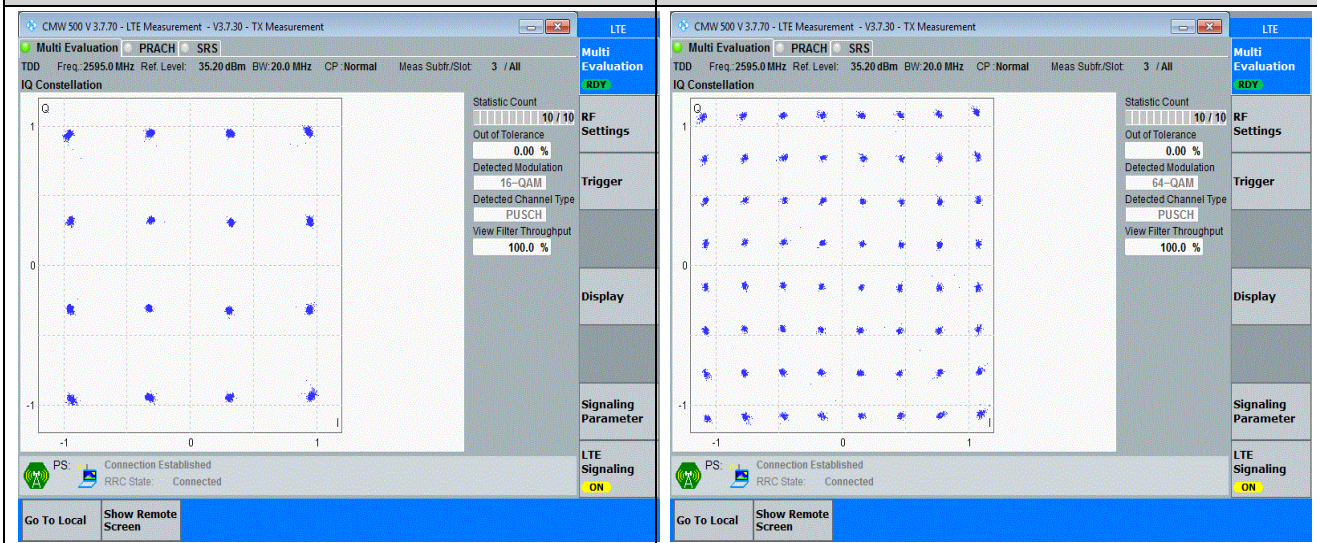 CMW 500 V 3.7.70 - LTE Measurement - V3.7.30 - TX Measurement
LTE
Multi Evaluation PRACH SRS
Multi
Evaluation
RDY
TDD Freq.:2595.0 MHz Ref. Level: 35.20 dBm BW:20.0 MHz CP :Normal Meas Subfr./Slot: 3 / All
IQ Constellation
Q
1
0
-1
-1 0 1
I
Statistic Count
10 / 10
Out of Tolerance
0.00 %
Detected Modulation
16-QAM
Detected Channel Type
PUSCH
View Filter Throughput
100.0 %
RF
Settings
Trigger
Display
Signaling
Parameter
LTE
Signaling
ON
PS: Connection Established
RRC State: Connected
Go To Local
Show Remote
Screen
CMW 500 V 3.7.70 - LTE Measurement - V3.7.30 - TX Measurement
LTE
Multi Evaluation PRACH SRS
Multi
Evaluation
RDY
TDD Freq.:2595.0 MHz Ref. Level: 35.20 dBm BW:20.0 MHz CP :Normal Meas Subfr./Slot: 3 / All
IQ Constellation
Q
1
0
-1
-1 0 1
I
Statistic Count
10 / 10
Out of Tolerance
0.00 %
Detected Modulation
64-QAM
Detected Channel Type
PUSCH
View Filter Throughput
100.0 %
RF
Settings
Trigger
Display
Signaling
Parameter
LTE
Signaling
ON
PS: Connection Established
RRC State: Connected
Go To Local
Show Remote
Screen